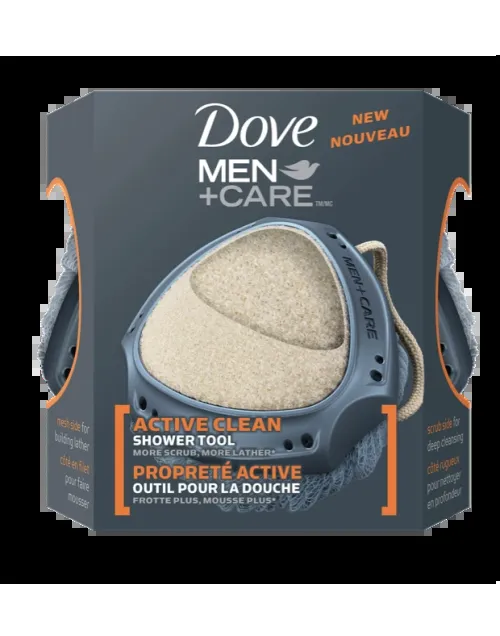 Dove
NEW
NOUVEAU
MEN
+CARE
TM/MC
MEN+CARE
ACTIVE CLEAN
SHOWER TOOL
MORE SCRUB, MORE LATHER*
PROPRETÉ ACTIVE
OUTIL POUR LA DOUCHE
FROTTE PLUS, MOUSSE PLUS*
mesh side for
building lather
côté en filet
pour faire
mousser
scrub side for
deep cleansing
côté rugueux
pour nettoyer
en profondeur